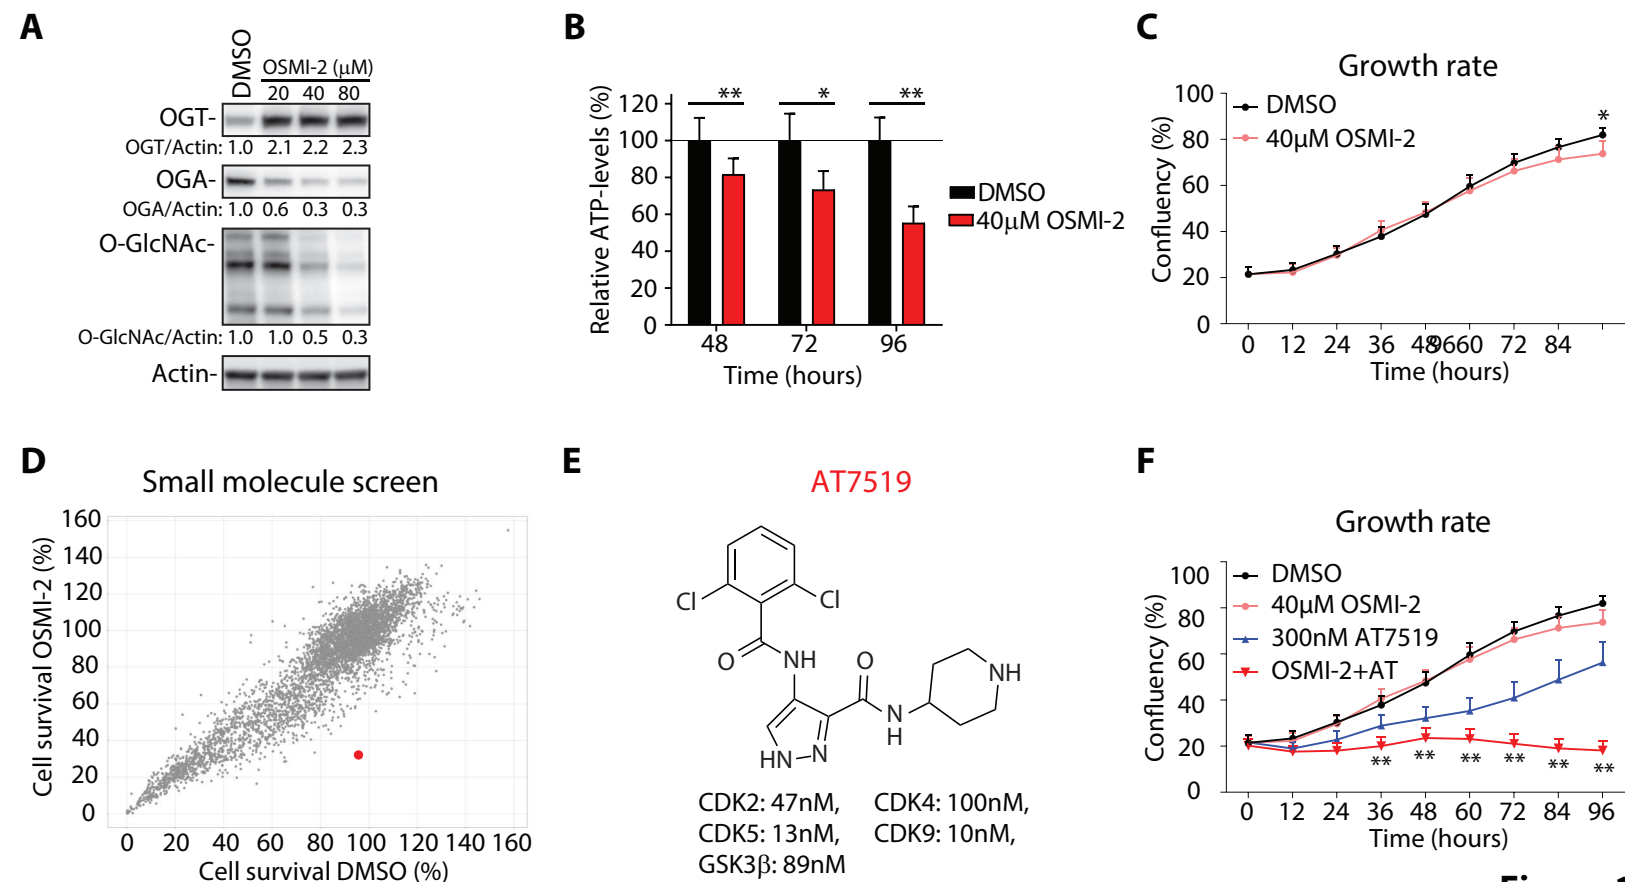 A
DMSO
OSMI-2 (μM)
20 40 80
OGT-
OGT/Actin: 1.0 2.1 2.2 2.3
OGA-
OGA/Actin: 1.0 0.6 0.3 0.3
O-GlcNAc-
O-GlcNAc/Actin: 1.0 1.0 0.5 0.3
Actin-
B
Relative ATP-levels (%)
120
100
80
60
40
20
0
** * **
48 72 96
Time (hours)
DMSO
40μM OSMI-2
C
Growth rate
Confluency (%)
100
80
60
40
20
0
DMSO
40μM OSMI-2
*
0 12 24 36 48 96 60 72 84
Time (hours)
D
Small molecule screen
Cell survival OSMI-2 (%)
160
140
120
100
80
60
40
20
0
0 20 40 60 80 100 120 140 160
Cell survival DMSO (%)
E
AT7519
Cl Cl
O NH O NH
N
H
HN N
CDK2: 47nM, CDK4: 100nM,
CDK5: 13nM, CDK9: 10nM,
GSK3β: 89nM
F
Growth rate
Confluency (%)
100
80
60
40
20
0
DMSO
40μM OSMI-2
300nM AT7519
OSMI-2+AT
** ** ** ** ** **
0 12 24 36 48 60 72 84 96
Time (hours)